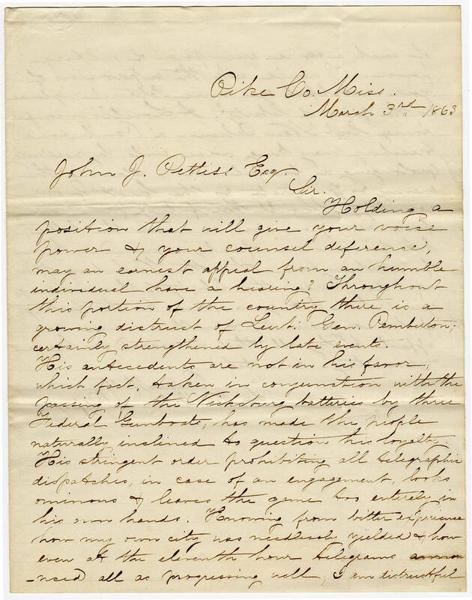 Pike Co. Miss.
March 3rd 1863
John J. Pettis, Esq.
Sir.
Holding a
position that will give your voice
power & your counsel diference,
may an earnest appeal from an humble
individual have a hearing? Throughout
this portion of the country there is a
growing distrust of Leut. Gen. Pemberton;
certainly strengthened by late event.
His antecedents are not in his favor,
which fact, taken in conjunction with the
passing of the Vicksburg batteries by three
Federal Gunboats, has made the people
naturally inclined to question his loyalty.
His stringent order prohibiting all telegraphic
dispatches, in case of an engagement, looks
ominous & leaves the game too entirely in
his own hands. Knowing from bitter experience
how my own city was needlessly yielded & how
even at the eleventh hour telegrams
all as progressing well, I am distrustful